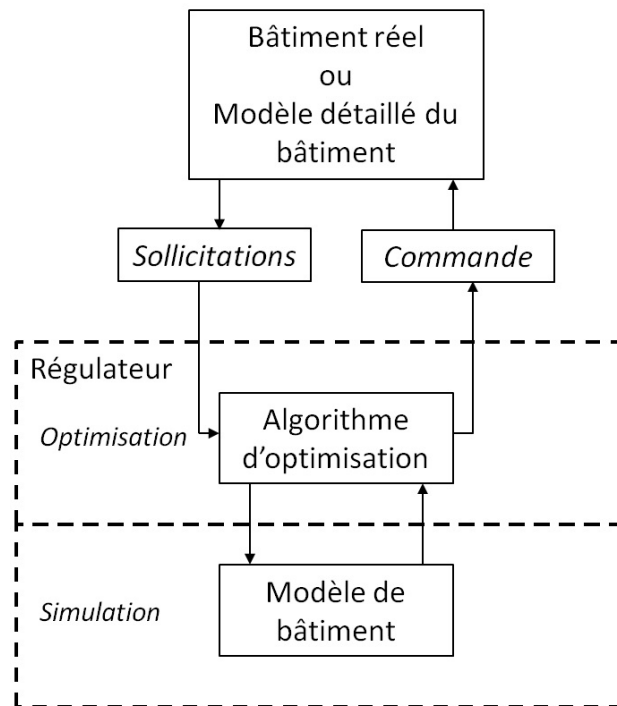 Bâtiment réel
ou
Modèle détaillé du
bâtiment
Sollicitations
Commande
Régulateur
Optimisation
Algorithme
d'optimisation
Simulation
Modèle de
bâtiment